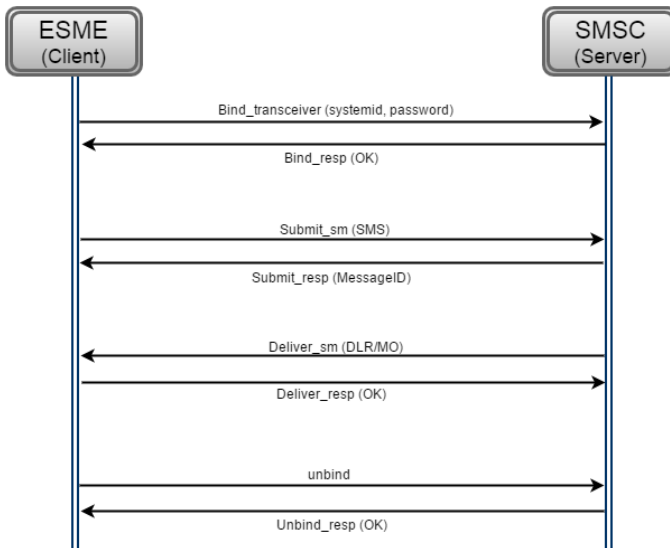 ESME
(Client)
SMSC
(Server)
Bind_transceiver (systemid, password)
Bind_resp (OK)
Submit_sm (SMS)
Submit_resp (MessageID)
Deliver_sm (DLR/MO)
Deliver_resp (OK)
unbind
Unbind_resp (OK)